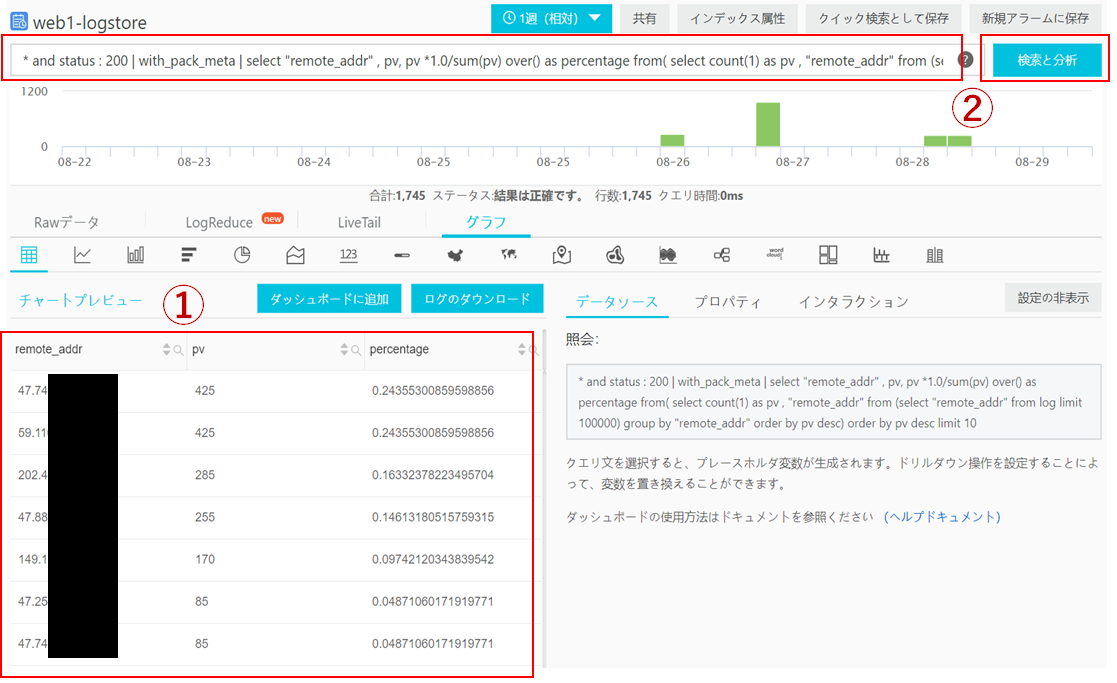 web1-logstore
1週（相対） 共有 インデックス属性 クイック検索として保存 新規アラームに保存
* and status : 200 | with_pack_meta | select "remote_addr" , pv, pv *1.0/sum(pv) over() as percentage from( select count(1) as pv , "remote_addr" from (se ? 検索と分析
②
1200
0
08-22 08-23 08-24 08-25 08-25 08-26 08-27 08-28 08-29
合計:1,745 ステータス:結果は正確です。 行数:1,745 クエリ時間:0ms
Rawデータ LogReduce new LiveTail グラフ
123 word cloud
チャートプレビュー ① ダッシュボードに追加 ログのダウンロード
データソース プロパティ インタラクション 設定の非表示
remote_addr pv percentage
47.74 425 0.24355300859598856
59.110 425 0.24355300859598856
202.4 285 0.16332378223495704
47.88 255 0.14613180515759315
149.1 170 0.09742120343839542
47.25 85 0.04871060171919771
47.74 85 0.04871060171919771
照会:
* and status : 200 | with_pack_meta | select "remote_addr" , pv, pv *1.0/sum(pv) over() as
percentage from( select count(1) as pv , "remote_addr" from (select "remote_addr" from log limit
100000) group by "remote_addr" order by pv desc) order by pv desc limit 10
クエリ文を選択すると、プレースホルダ変数が生成されます。ドリルダウン操作を設定することによ
って、変数を置き換えることができます。
ダッシュボードの使用方法はドキュメントを参照ください （ヘルプドキュメント）